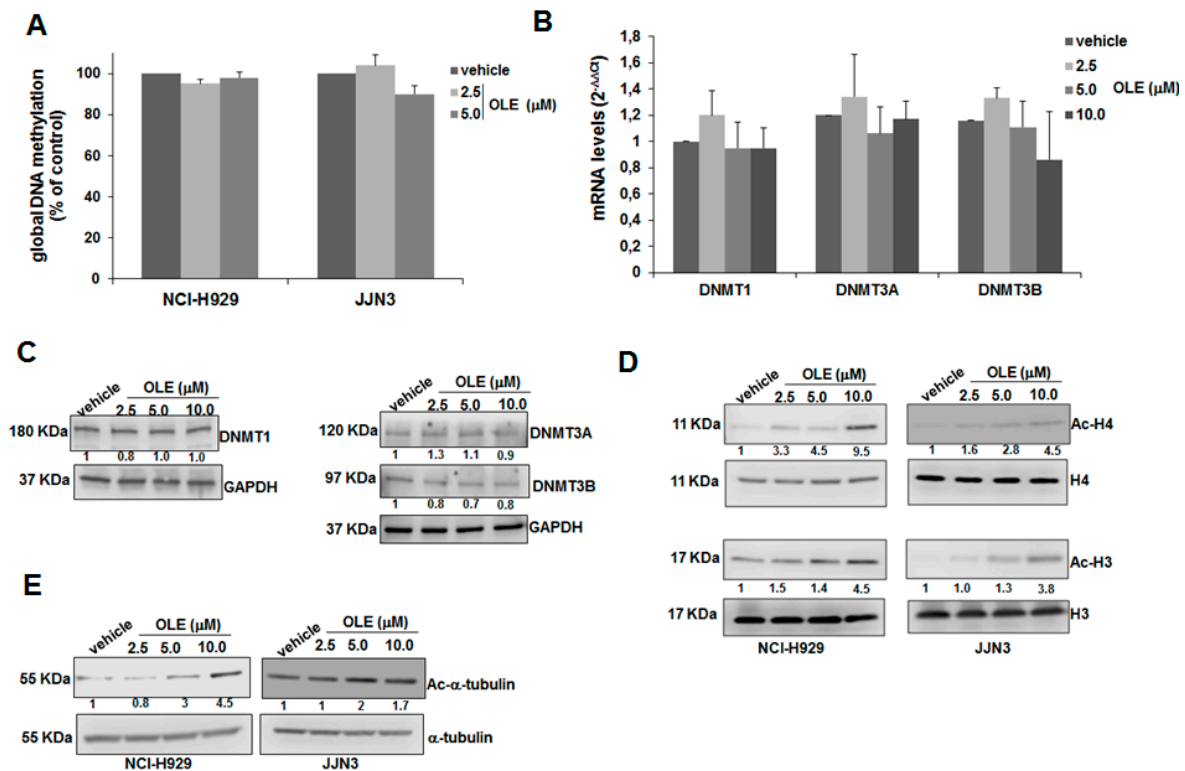 A
global DNA methylation
(% of control)
100
80
60
40
20
0
NCI-H929 JJN3
vehicle
2.5
5.0
OLE (µM)
B
mRNA levels (2-ΔΔCt)
1,8
1,6
1,4
1,2
1
0,8
0,6
0,4
0,2
0
DNMT1 DNMT3A DNMT3B
vehicle
2.5
5.0 OLE (µM)
10.0
C
vehicle OLE (µM)
2.5 5.0 10.0
180 KDa DNMT1
1 0.8 1.0 1.0
37 KDa GAPDH
vehicle OLE (µM)
2.5 5.0 10.0
120 KDa DNMT3A
1 1.3 1.1 0.9
97 KDa DNMT3B
1 0.8 0.7 0.8
37 KDa GAPDH
D
vehicle OLE (µM) vehicle OLE (µM)
2.5 5.0 10.0 2.5 5.0 10.0
11 KDa Ac-H4
1 3.3 4.5 9.5 1 1.6 2.8 4.5
11 KDa H4
17 KDa Ac-H3
1 1.5 1.4 4.5 1 1.0 1.3 3.8
17 KDa H3
NCI-H929 JJN3
E
vehicle OLE (µM) vehicle OLE (µM)
2.5 5.0 10.0 2.5 5.0 10.0
55 KDa Ac-α-tubulin
1 0.8 3 4.5 1 1 2 1.7
55 KDa α-tubulin
NCI-H929 JJN3